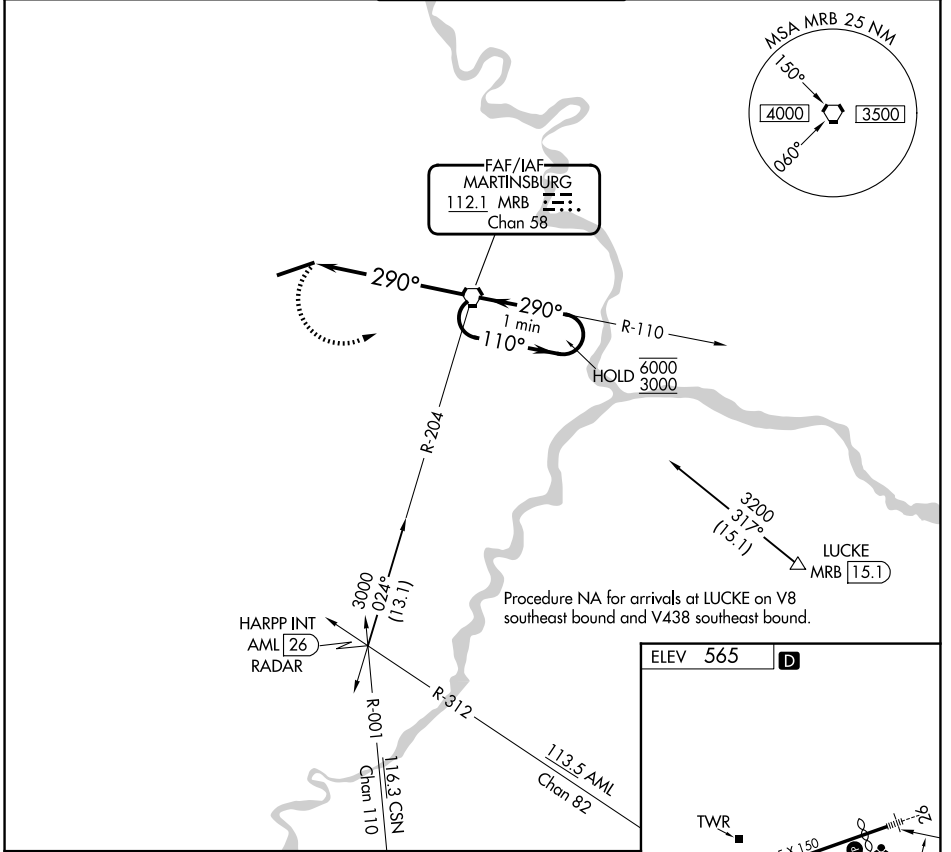 MSA MRB 25 NM
150°
4000
3500
060°
FAF/IAF
MARTINSBURG
112.1 MRB
Chan 58
290°
290°
1 min
110°
R-110
HOLD 6000
3000
R-204
3200
317°
(15.1)
LUCKE
MRB 15.1
3000
024°
(13.1)
Procedure NA for arrivals at LUCKE on V8
southeast bound and V438 southeast bound.
HARPP INT
AML 26
RADAR
R-312
R-001
116.3 CSN
Chan 110
113.5 AML
Chan 82
ELEV 565 D
TWR
X 150
26